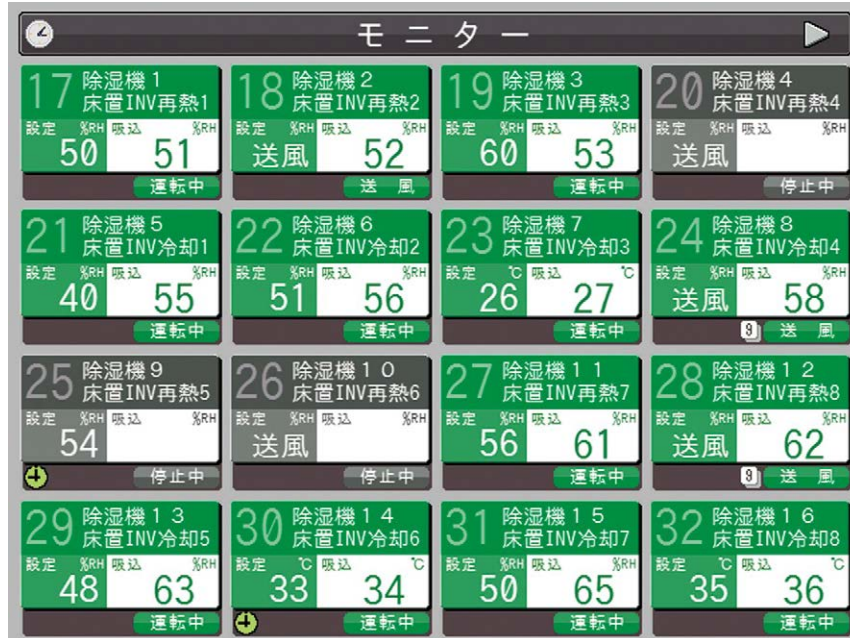 モニター
17 除湿機1
床置INV再熱1
設定 %RH 吸込 %RH
50 51
運転中
18 除湿機2
床置INV再熱2
設定 %RH 吸込 %RH
送風 52
送風
19 除湿機3
床置INV再熱3
設定 %RH 吸込 %RH
60 53
運転中
20 除湿機4
床置INV再熱4
設定 %RH 吸込 %RH
送風
停止中
21 除湿機5
床置INV冷却1
設定 %RH 吸込 %RH
40 55
運転中
22 除湿機6
床置INV冷却2
設定 %RH 吸込 %RH
51 56
運転中
23 除湿機7
床置INV冷却3
設定 ℃ 吸込 ℃
26 27
運転中
24 除湿機8
床置INV冷却4
設定 %RH 吸込 %RH
送風 58
9 送風
25 除湿機9
床置INV再熱5
設定 %RH 吸込 %RH
54
停止中
26 除湿機10
床置INV再熱6
設定 %RH 吸込 %RH
送風
停止中
27 除湿機11
床置INV再熱7
設定 %RH 吸込 %RH
56 61
運転中
28 除湿機12
床置INV再熱8
設定 %RH 吸込 %RH
送風 62
9 送風
29 除湿機13
床置INV冷却5
設定 %RH 吸込 %RH
48 63
運転中
30 除湿機14
床置INV冷却6
設定 ℃ 吸込 ℃
33 34
運転中
31 除湿機15
床置INV冷却7
設定 %RH 吸込 %RH
50 65
運転中
32 除湿機16
床置INV冷却8
設定 ℃ 吸込 ℃
35 36
運転中